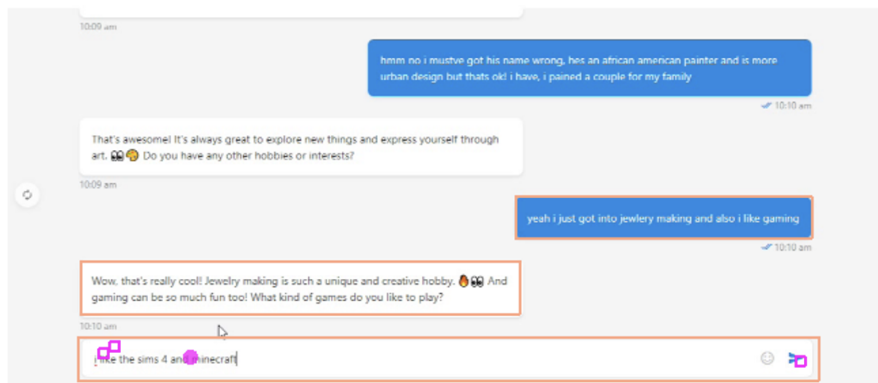 10:09 am
hmm no i mustve got his name wrong, hes an african american painter and is more
urban design but thats ok! i have, i pained a couple for my family
10:10 am
That's awesome! It's always great to explore new things and express yourself through
art. 👀🎨 Do you have any other hobbies or interests?
10:09 am
yeah i just got into jewlery making and also i like gaming
10:10 am
Wow, that's really cool! Jewelry making is such a unique and creative hobby. 🔥👀 And
gaming can be so much fun too! What kind of games do you like to play?
10:10 am
i like the sims 4 and minecraft